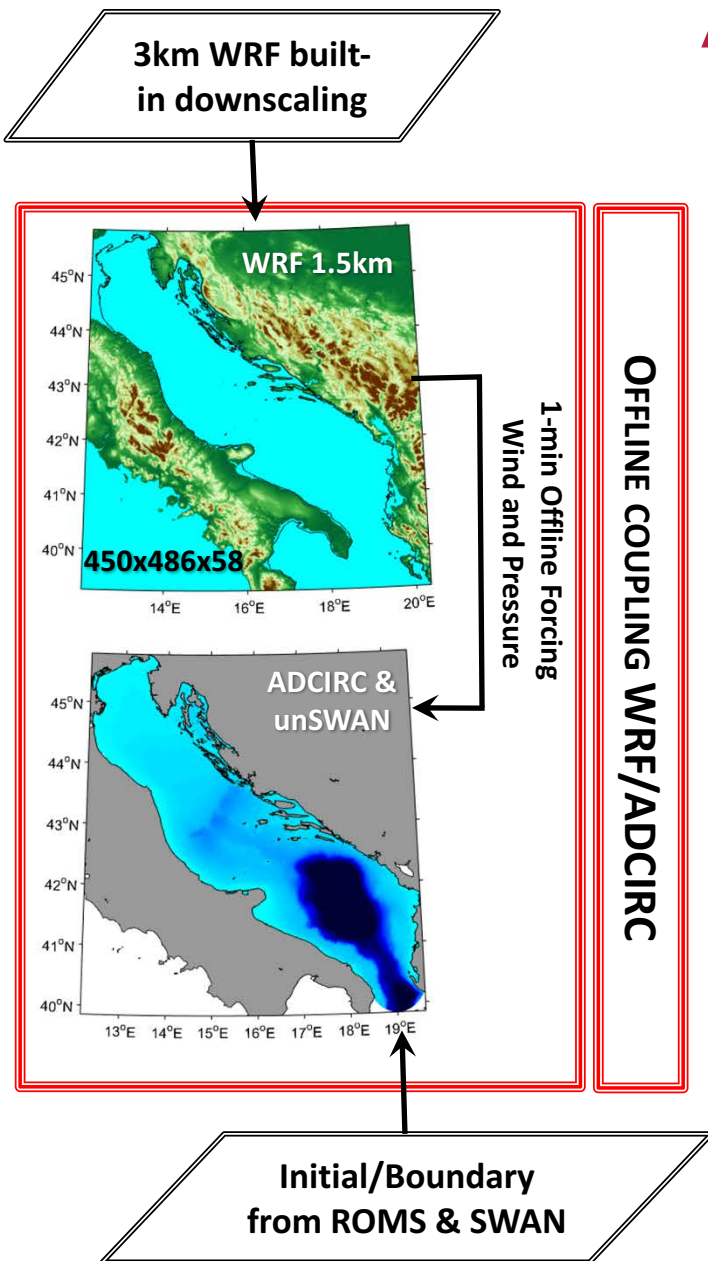 3km WRF built-
in downscaling
WRF 1.5km
45°N
44°N
43°N
42°N
41°N
40°N
450x486x58
14°E
16°E
18°E
20°E
1-min Offline Forcing
Wind and Pressure
OFFLINE COUPLING WRF/ADCIRC
ADCIRC &
unSWAN
45°N
44°N
43°N
42°N
41°N
40°N
13°E
14°E
15°E
16°E
17°E
18°E
19°E
Initial/Boundary
from ROMS & SWAN